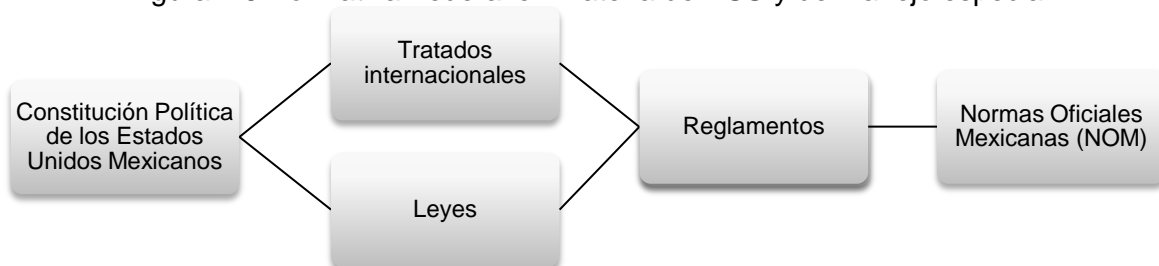 Tratados
internacionales
Constitución Política
de los Estados
Unidos Mexicanos
Reglamentos
Normas Oficiales
Mexicanas (NOM)
Leyes